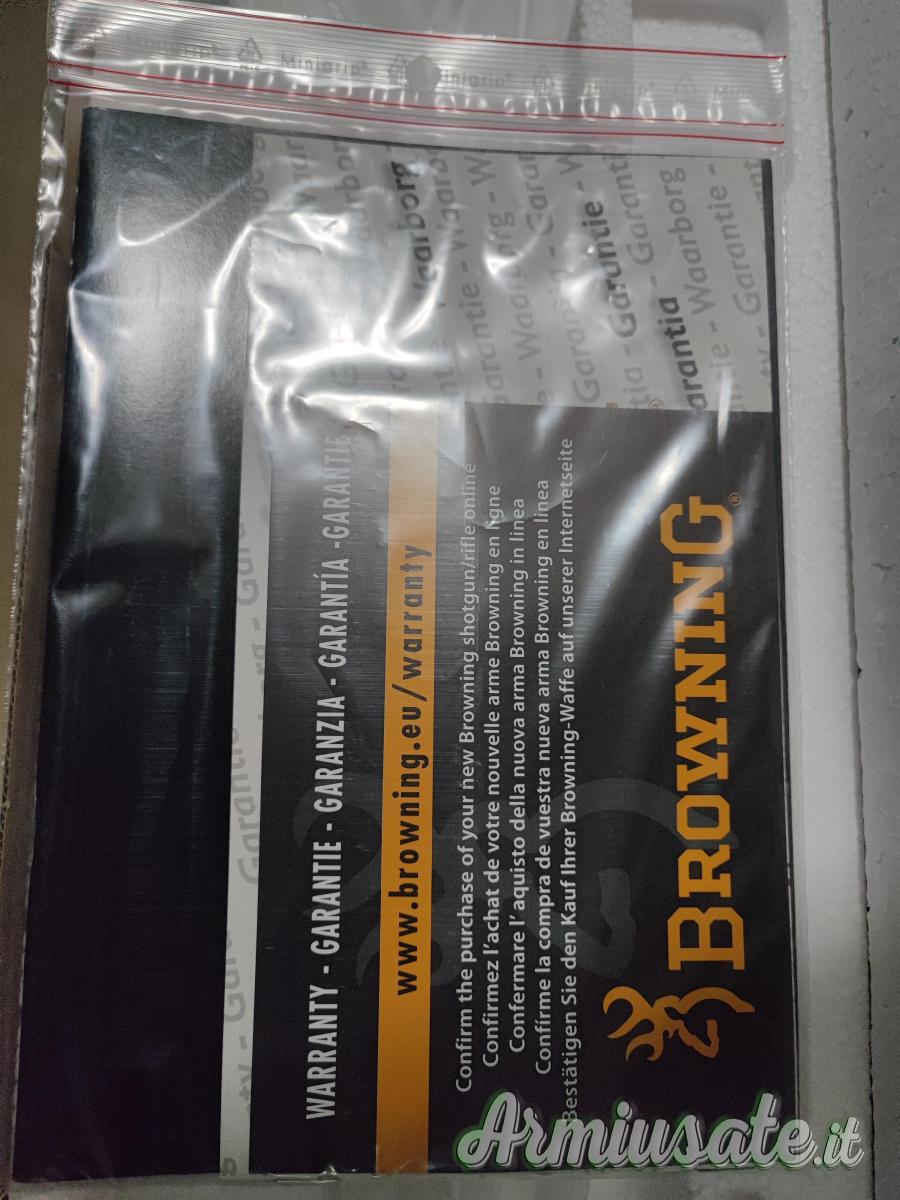 Minigrip®
Minigrip®
Minigrip®
Waarborg
Garantie
Garantia
WARRANTY - GARANTIE - GARANZIA - GARANTÍA - GARANTIE
www.browning.eu/warranty
Confirm the purchase of your new Browning shotgun/rifle online
Confirmez l'achat de votre nouvelle arme Browning en ligne
Confermare l'aquisto della nuova arma Browning in linea
Confirme la compra de vuestra nueva arma Browning en linea
Bestätigen Sie den Kauf Ihrer Browning-Waffe auf unserer Internetseite
BROWNING®
Armiusate.it